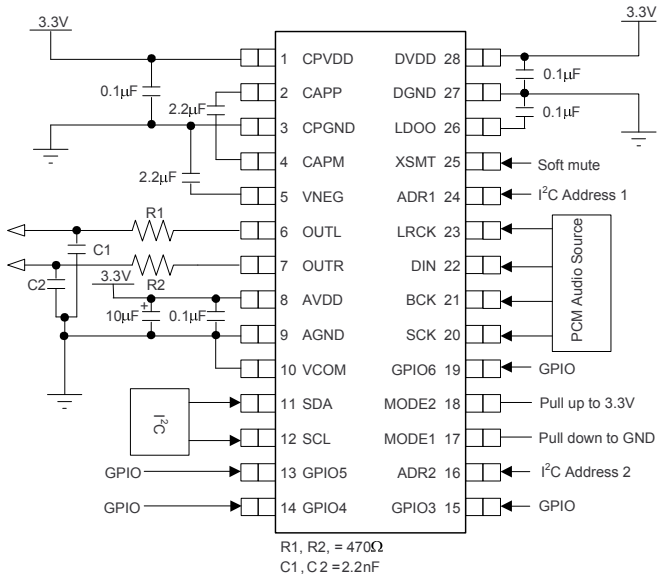 3.3V
3.3V
1 CPVDD
DVDD 28
0.1µF
0.1µF
2 CAPP
DGND 27
2.2µF
0.1µF
3 CPGND
LDOO 26
4 CAPM
XSMT 25
Soft mute
2.2µF
5 VNEG
ADR1 24
I²C Address 1
R1
6 OUTL
LRCK 23
C1
7 OUTR
DIN 22
R2
C2
3.3V
PCM Audio Source
8 AVDD
BCK 21
+
10µF
0.1µF
9 AGND
SCK 20
10 VCOM
GPIO6 19
GPIO
I²C
11 SDA
MODE2 18
Pull up to 3.3V
12 SCL
MODE1 17
Pull down to GND
GPIO
13 GPIO5
ADR2 16
I²C Address 2
GPIO
14 GPIO4
GPIO3 15
GPIO
R1, R2, = 470Ω
C1, C2 = 2.2nF